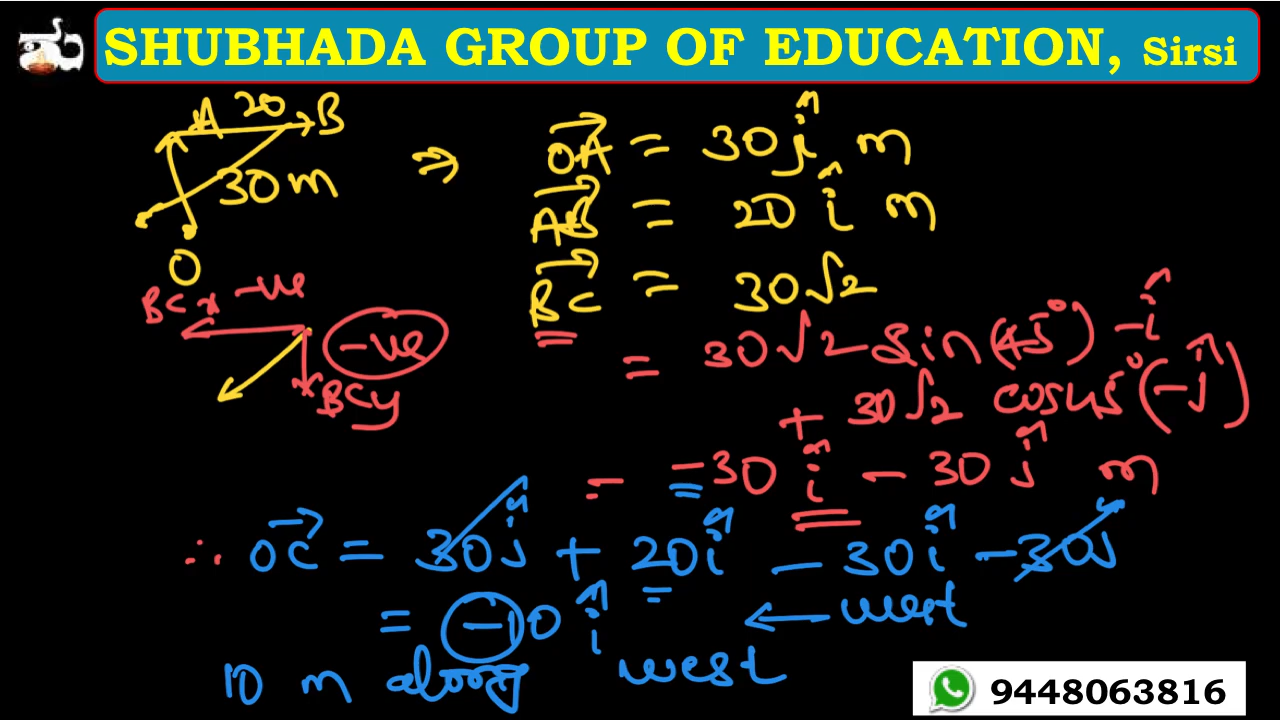 SHUBHADA GROUP OF EDUCATION, Sirsi
A 20 B
30 m
O
⇒ OA⃗ = 30 ĵ m
AB⃗ = 20 î m
BC⃗ = 30√2
BCx -ve
-ve
BCy
= 30√2 sin(45°) -î
+ 30√2 cos45° (-ĵ)
= -30 î - 30 ĵ m
∴ OC⃗ = 30ĵ + 20î - 30î - 30ĵ
= -10 î
← west
10 m along west
9448063816